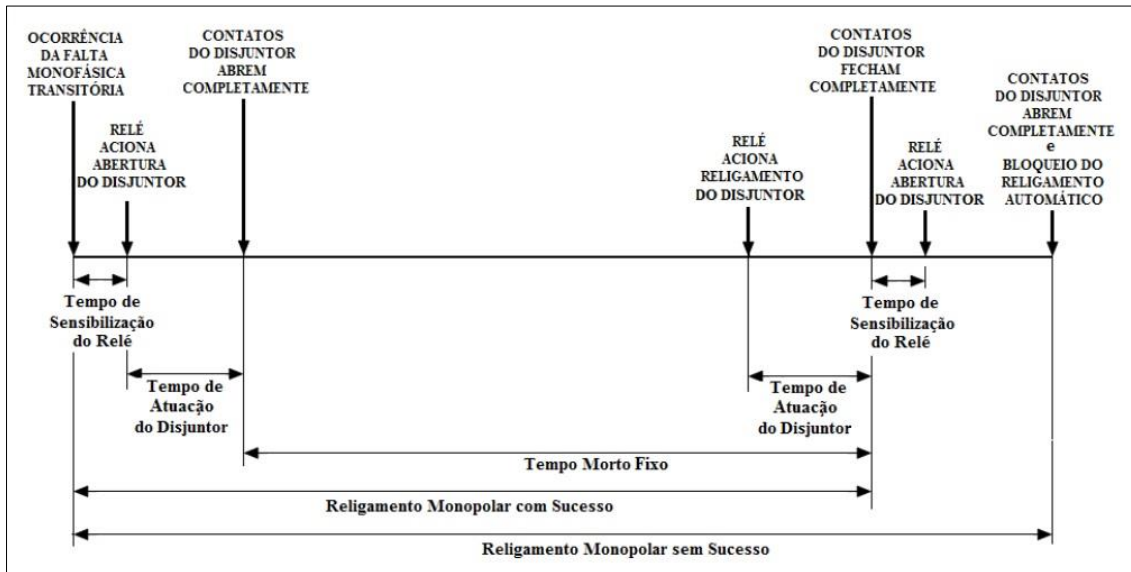 OCORRÊNCIA
DA FALTA
MONOFÁSICA
TRANSITÓRIA
RELÉ
ACIONA
ABERTURA
DO DISJUNTOR
CONTATOS
DO DISJUNTOR
ABREM
COMPLETAMENTE
RELÉ
ACIONA
RELIGAMENTO
DO DISJUNTOR
CONTATOS
DO DISJUNTOR
FECHAM
COMPLETAMENTE
RELÉ
ACIONA
ABERTURA
DO DISJUNTOR
CONTATOS
DO DISJUNTOR
ABREM
COMPLETAMENTE
e
BLOQUEIO DO
RELIGAMENTO
AUTOMÁTICO
Tempo de
Sensibilização
do Relé
Tempo de
Sensibilização
do Relé
Tempo de
Atuação
do Disjuntor
Tempo de
Atuação
do Disjuntor
Tempo Morto Fixo
Religamento Monopolar com Sucesso
Religamento Monopolar sem Sucesso